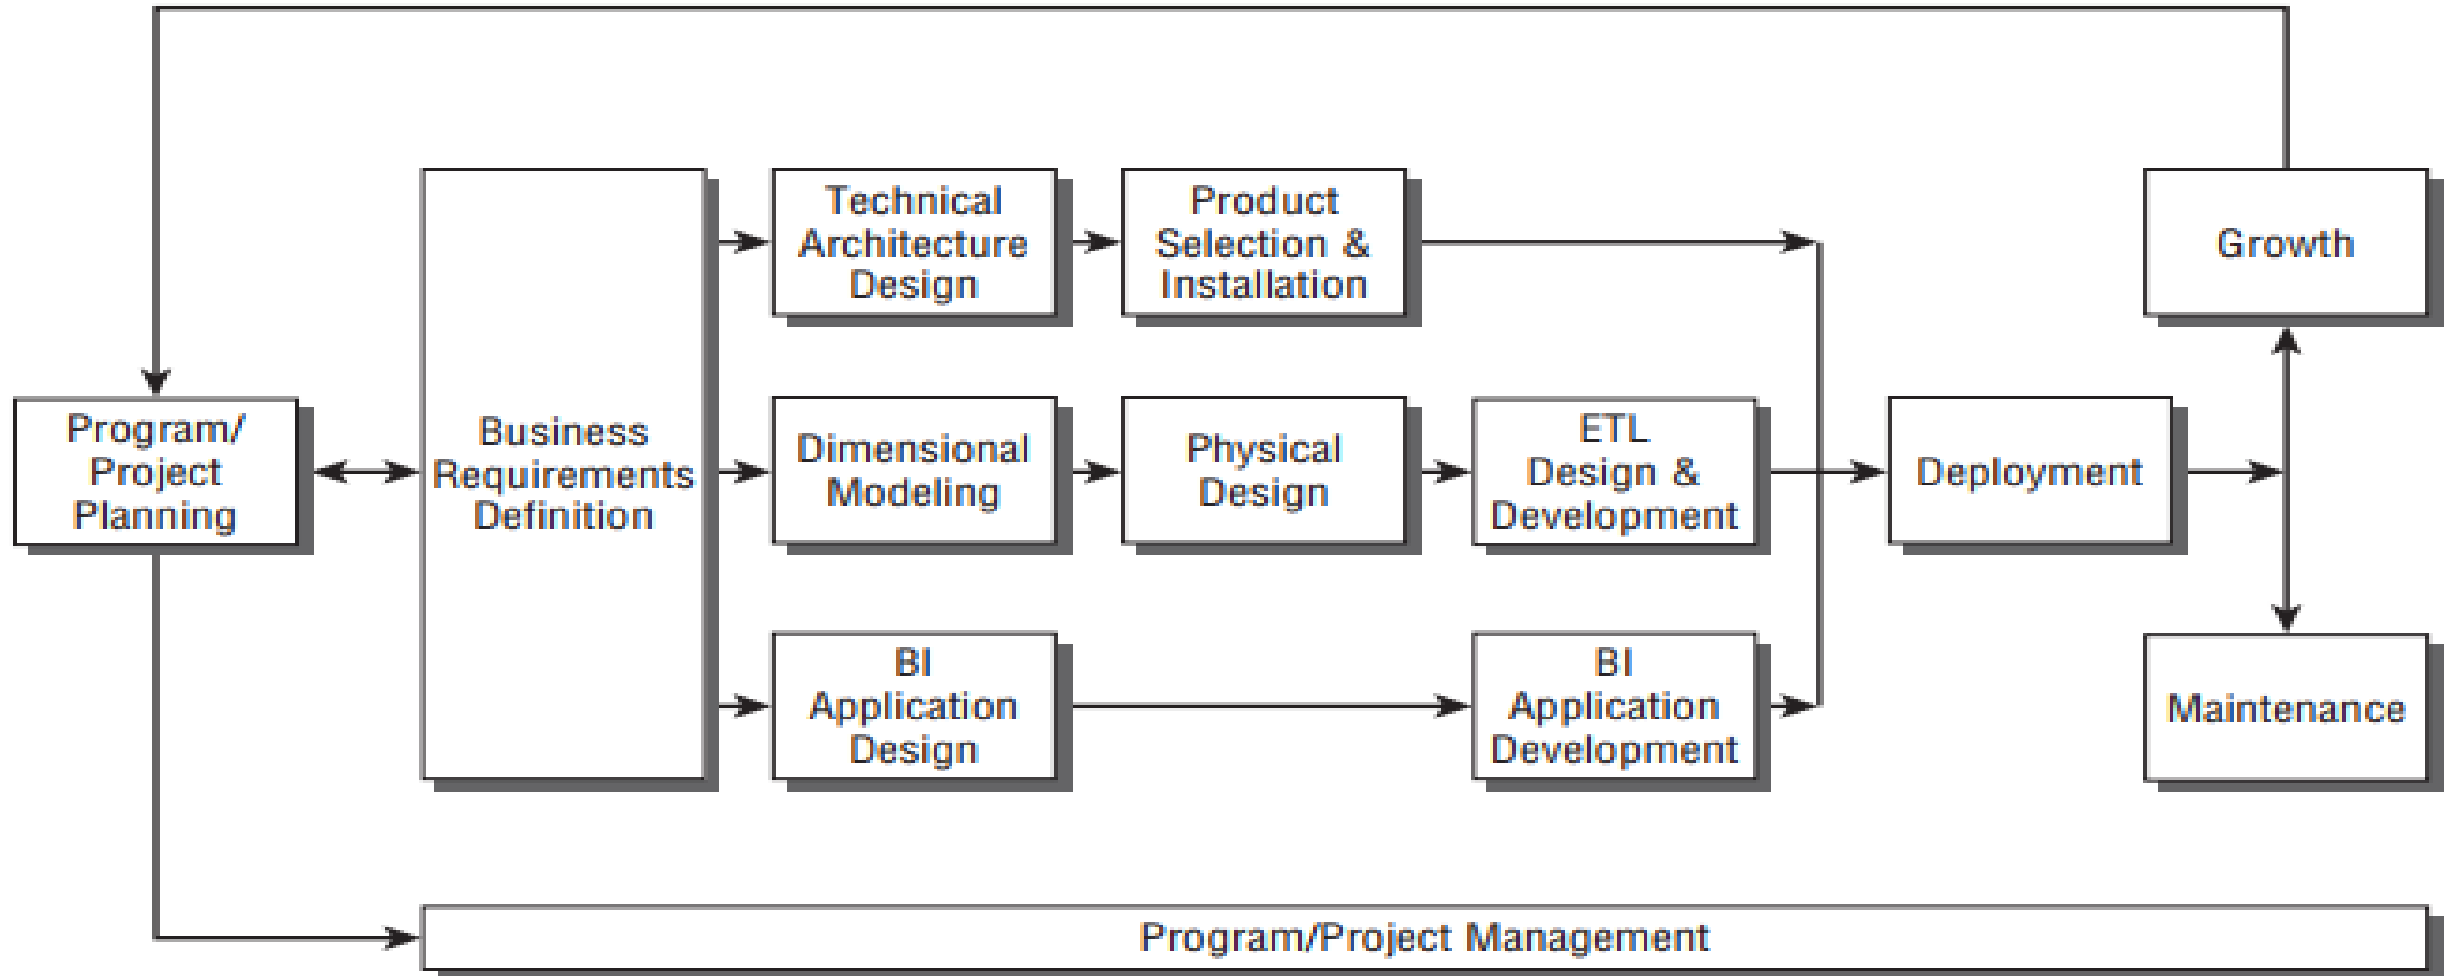 Program/
Project
Planning
Business
Requirements
Definition
Technical
Architecture
Design
Product
Selection &
Installation
Dimensional
Modeling
Physical
Design
ETL
Design &
Development
BI
Application
Design
BI
Application
Development
Deployment
Growth
Maintenance
Program/Project Management